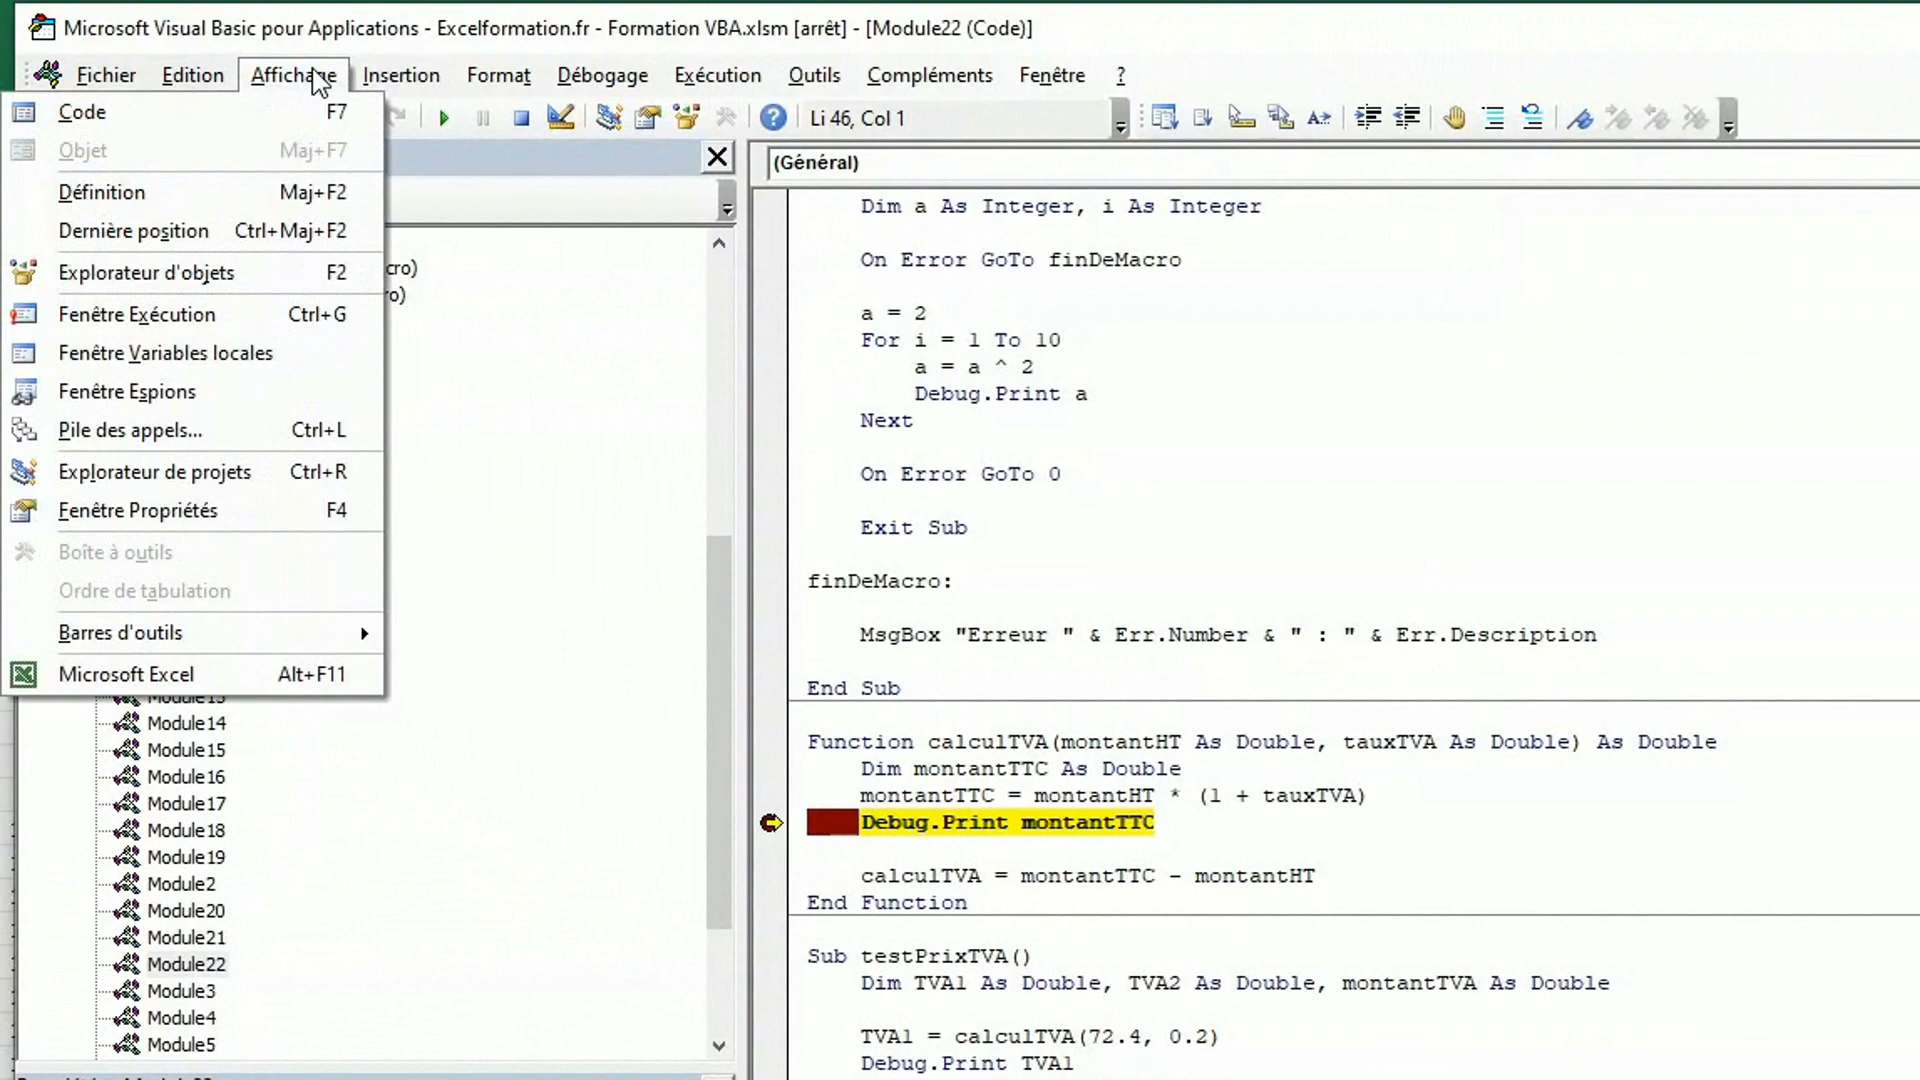 Microsoft Visual Basic pour Applications - Excelformation.fr - Formation VBA.xlsm [arrêt] - [Module22 (Code)]
Fichier Edition Affichage Insertion Format Débogage Exécution Outils Compléments Fenêtre ?
Li 46, Col 1
Code F7
Objet Maj+F7
Définition Maj+F2
Dernière position Ctrl+Maj+F2
Explorateur d'objets F2
Fenêtre Exécution Ctrl+G
Fenêtre Variables locales
Fenêtre Espions
Pile des appels... Ctrl+L
Explorateur de projets Ctrl+R
Fenêtre Propriétés F4
Boîte à outils
Ordre de tabulation
Barres d'outils
Microsoft Excel Alt+F11
cro)
ro)
Module13
Module14
Module15
Module16
Module17
Module18
Module19
Module2
Module20
Module21
Module22
Module3
Module4
Module5
(Général)
Dim a As Integer, i As Integer
On Error GoTo finDeMacro
a = 2
For i = 1 To 10
a = a ^ 2
Debug.Print a
Next
On Error GoTo 0
Exit Sub
finDeMacro:
MsgBox "Erreur " & Err.Number & " : " & Err.Description
End Sub
Function calculTVA(montantHT As Double, tauxTVA As Double) As Double
Dim montantTTC As Double
montantTTC = montantHT * (1 + tauxTVA)
Debug.Print montantTTC
calculTVA = montantTTC - montantHT
End Function
Sub testPrixTVA()
Dim TVA1 As Double, TVA2 As Double, montantTVA As Double
TVA1 = calculTVA(72.4, 0.2)
Debug.Print TVA1